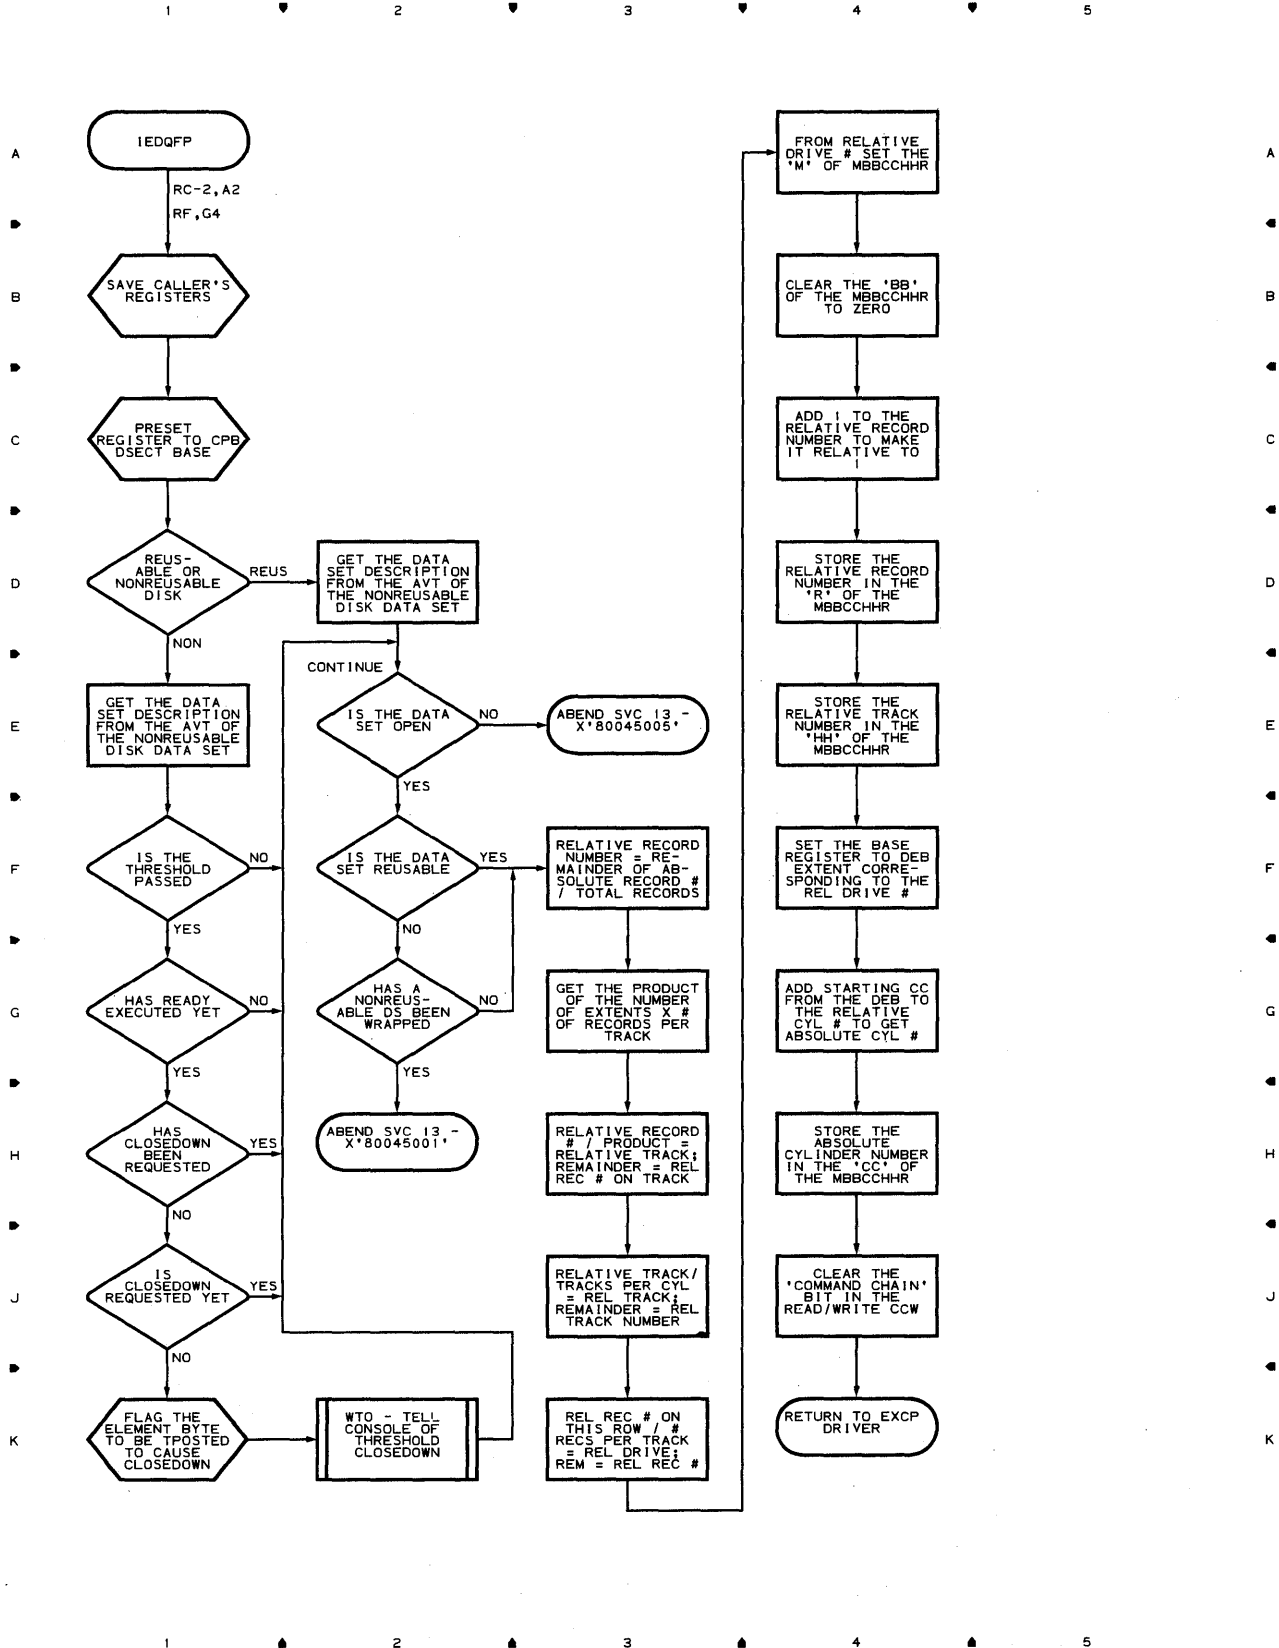 1 2 3 4 5
A
B
C
D
E
F
G
H
J
K
IEDQFP
RC-2,A2
RF,G4
SAVE CALLER'S
REGISTERS
PRESET
REGISTER TO CPB
DSECT BASE
REUS-
ABLE OR
NONREUSABLE
DISK
REUS
NON
GET THE DATA
SET DESCRIPTION
FROM THE AVT OF
THE NONREUSABLE
DISK DATA SET
IS THE
THRESHOLD
PASSED
NO
YES
HAS READY
EXECUTED YET
NO
YES
HAS
CLOSEDOWN
BEEN
REQUESTED
YES
NO
IS
CLOSEDOWN
REQUESTED YET
YES
NO
FLAG THE
ELEMENT BYTE
TO BE TPOSTED
TO CAUSE
CLOSEDOWN
GET THE DATA
SET DESCRIPTION
FROM THE AVT OF
THE NONREUSABLE
DISK DATA SET
CONTINUE
IS THE DATA
SET OPEN
NO
YES
IS THE DATA
SET REUSABLE
YES
NO
HAS A
NONREUS-
ABLE DS BEEN
WRAPPED
NO
YES
ABEND SVC 13 -
X'80045001'
WTO - TELL
CONSOLE OF
THRESHOLD
CLOSEDOWN
ABEND SVC 13 -
X'80045005'
RELATIVE RECORD
NUMBER = RE-
MAINDER OF AB-
SOLUTE RECORD #
/ TOTAL RECORDS
GET THE PRODUCT
OF THE NUMBER
OF EXTENTS X #
OF RECORDS PER
TRACK
RELATIVE RECORD
# / PRODUCT =
RELATIVE TRACK;
REMAINDER = REL
REC # ON TRACK
RELATIVE TRACK/
TRACKS PER CYL
= REL TRACK;
REMAINDER = REL
TRACK NUMBER
REL REC # ON
THIS ROW / #
RECS PER TRACK
= REL DRIVE;
REM = REL REC #
FROM RELATIVE
DRIVE # SET THE
'M' OF MBBCCHHR
CLEAR THE 'BB'
OF THE MBBCCHHR
TO ZERO
ADD 1 TO THE
RELATIVE RECORD
NUMBER TO MAKE
IT RELATIVE TO
1
STORE THE
RELATIVE RECORD
NUMBER IN THE
'R' OF THE
MBBCCHHR
STORE THE
RELATIVE TRACK
NUMBER IN THE
'HH' OF THE
MBBCCHHR
SET THE BASE
REGISTER TO DEB
EXTENT CORRE-
SPONDING TO THE
REL DRIVE #
ADD STARTING CC
FROM THE DEB TO
THE RELATIVE
CYL # TO GET
ABSOLUTE CYL #
STORE THE
ABSOLUTE
CYLINDER NUMBER
IN THE 'CC' OF
THE MBBCCHHR
CLEAR THE
'COMMAND CHAIN'
BIT IN THE
READ/WRITE CCW
RETURN TO EXCP
DRIVER
A
B
C
D
E
F
G
H
J
K
1 2 3 4 5